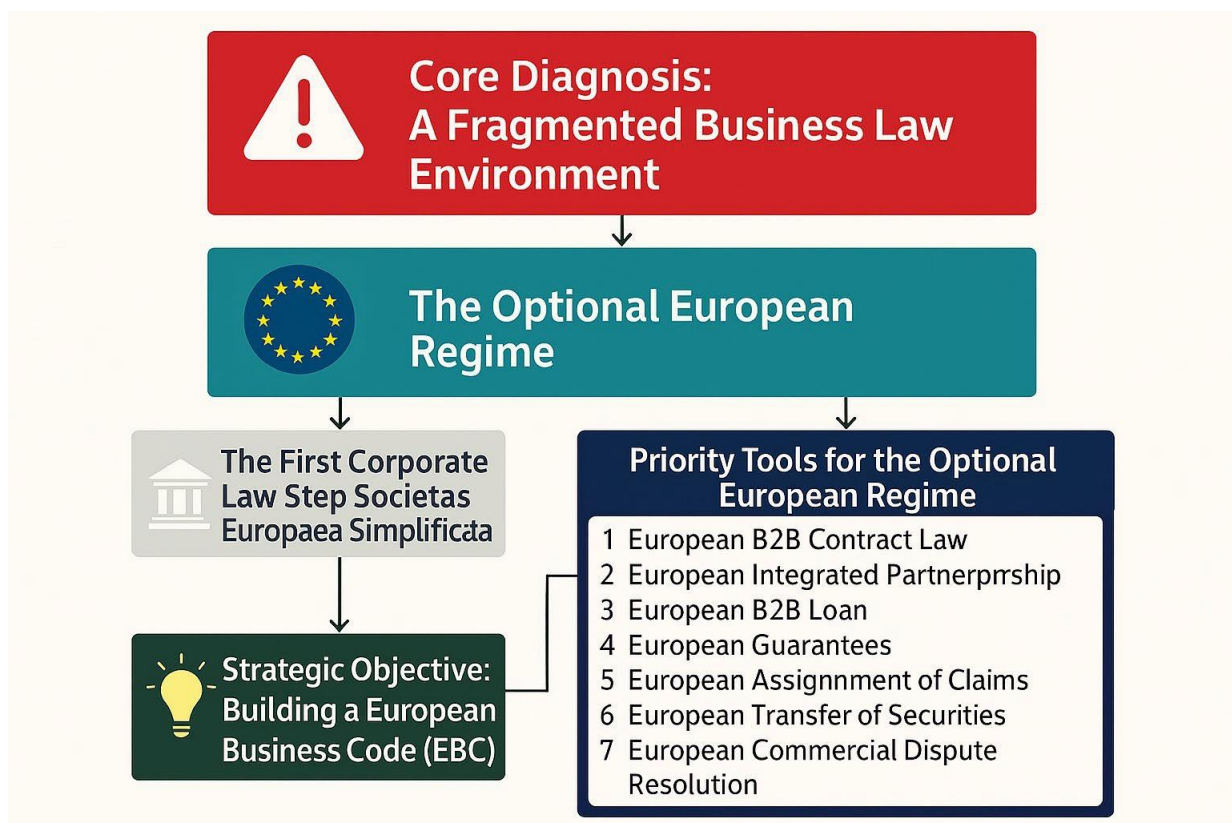 Core Diagnosis:
A Fragmented Business Law
Environment
The Optional European
Regime
The First Corporate
Law Step Societas
Europaea Simplificata
Strategic Objective:
Building a European
Business Code (EBC)
Priority Tools for the Optional
European Regime
1 European B2B Contract Law
2 European Integrated Partnerpmrship
3 European B2B Loan
4 European Guarantees
5 European Assignnment of Claims
6 European Transfer of Securities
7 European Commercial Dispute
Resolution